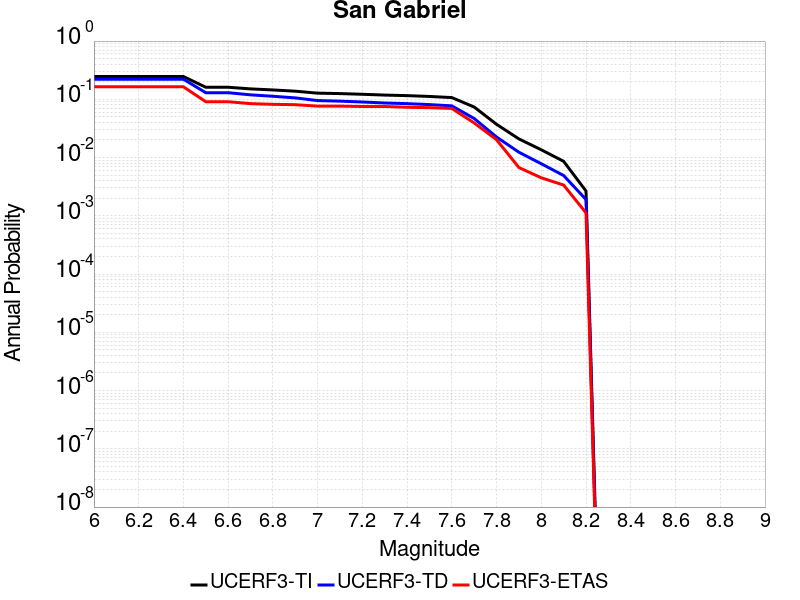 San Gabriel
10^0
10^-1
10^-2
10^-3
10^-4
10^-5
10^-6
10^-7
10^-8
Annual Probability
6 6.2 6.4 6.6 6.8 7 7.2 7.4 7.6 7.8 8 8.2 8.4 8.6 8.8 9
Magnitude
UCERF3-TI UCERF3-TD UCERF3-ETAS